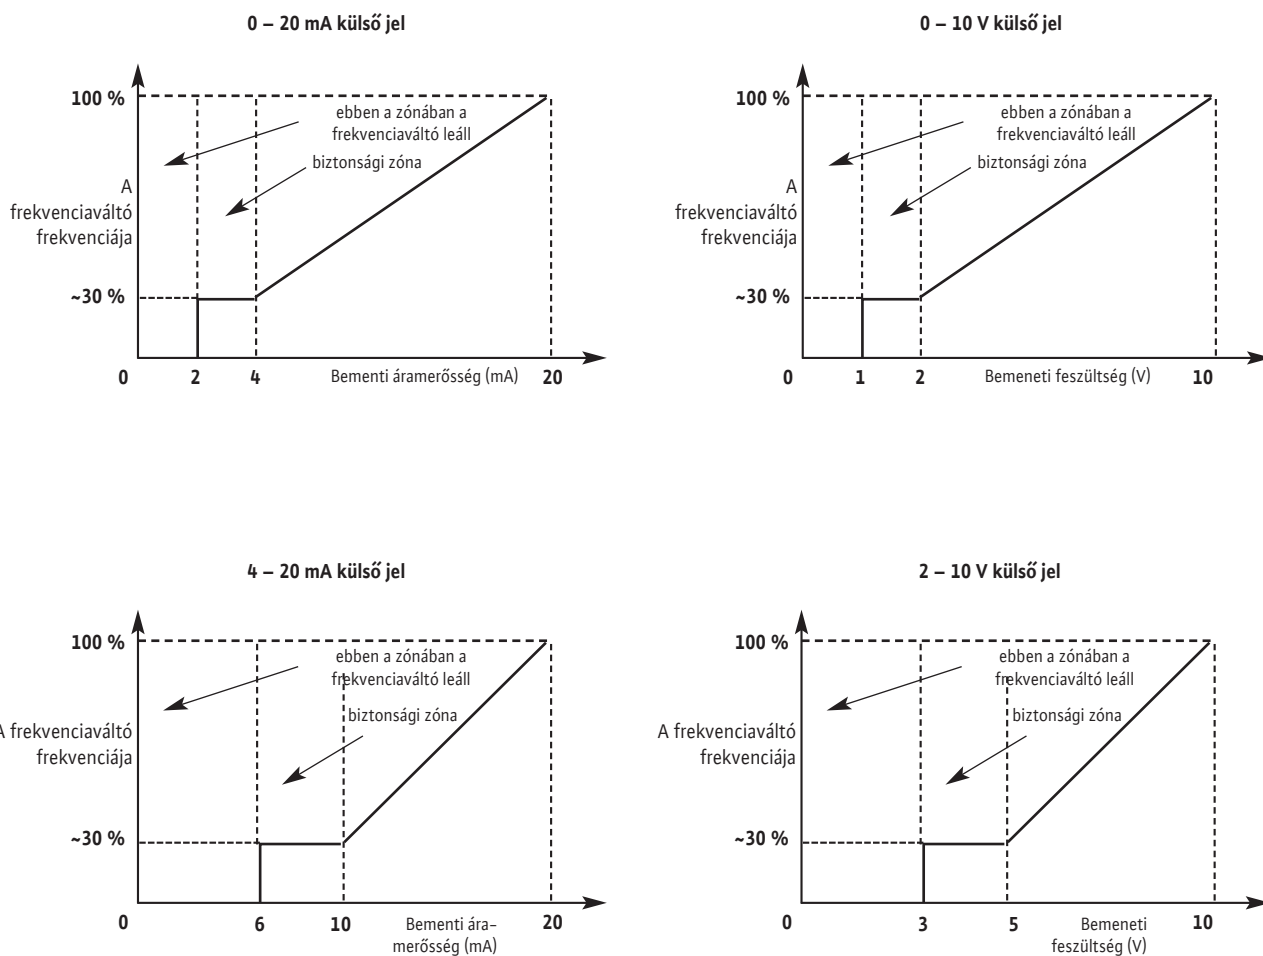 0 – 20 mA külső jel
100 %
ebben a zónában a
frekvenciaváltó leáll
biztonsági zóna
A
frekvenciaváltó
frekvenciája
~30 %
0
2
4
Bementi áramerősség (mA)
20
0 – 10 V külső jel
100 %
ebben a zónában a
frekvenciaváltó leáll
biztonsági zóna
A
frekvenciaváltó
frekvenciája
~30 %
0
1
2
Bemeneti feszültség (V)
10
4 – 20 mA külső jel
100 %
ebben a zónában a
frekvenciaváltó leáll
biztonsági zóna
A frekvenciaváltó
frekvenciája
~30 %
0
6
10
Bementi ára–
merősség (mA)
20
2 – 10 V külső jel
100 %
ebben a zónában a
frekvenciaváltó leáll
biztonsági zóna
A frekvenciaváltó
frekvenciája
~30 %
0
3
5
Bemeneti
feszültség (V)
10